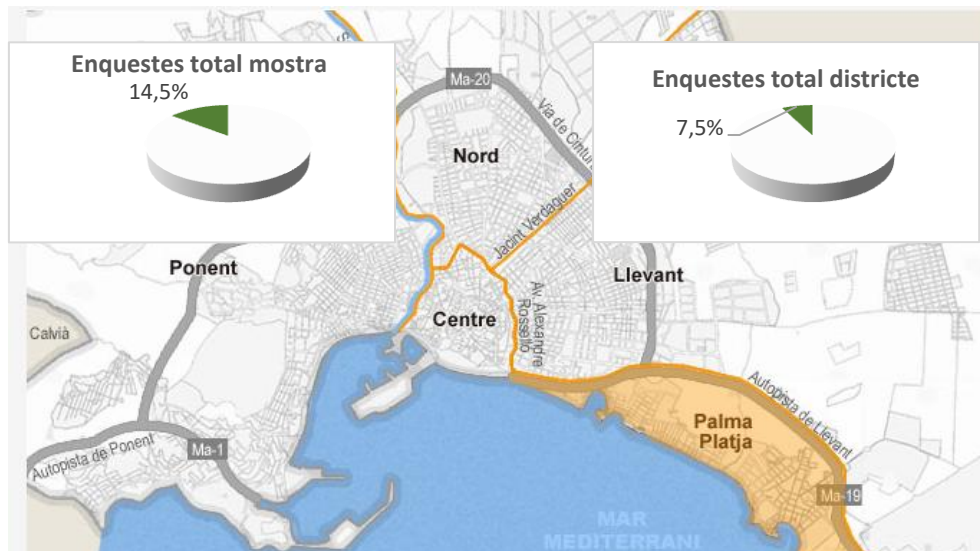 Enquestes total mostra
14,5%
Enquestes total districte
7,5%
Ma-20
Via de Cintura
Nord
Jacint Verdaguer
Ponent
Llevant
Centre
Av. Alexandre
Rosselló
Calvià
Autopista de Llevant
Palma
Platja
Autopista de Ponent
Ma-1
Ma-19
MAR
MEDITERRANI